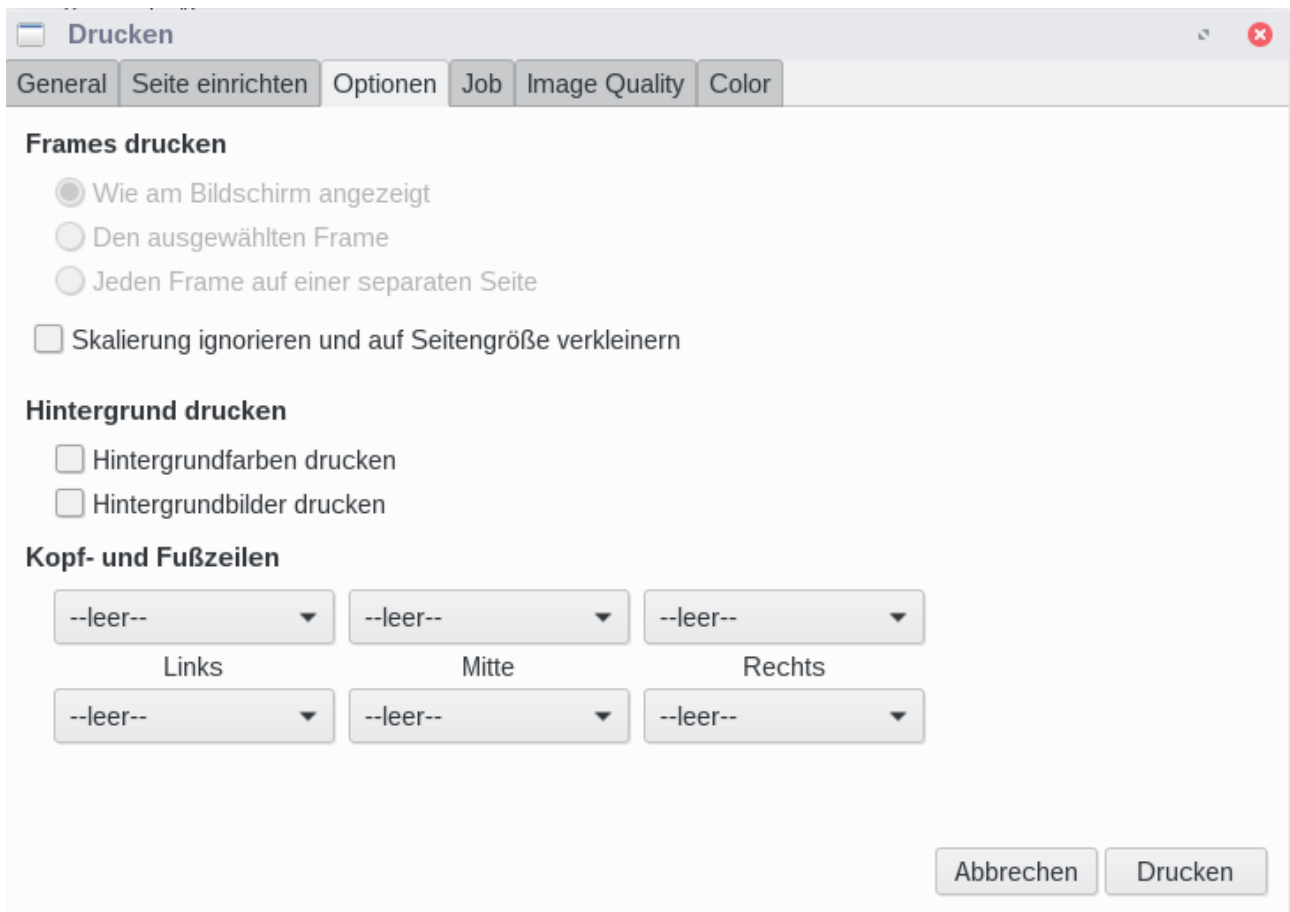 Drucken
General Seite einrichten Optionen Job Image Quality Color
Frames drucken
Wie am Bildschirm angezeigt
Den ausgewählten Frame
Jeden Frame auf einer separaten Seite
Skalierung ignorieren und auf Seitengröße verkleinern
Hintergrund drucken
Hintergrundfarben drucken
Hintergrundbilder drucken
Kopf- und Fußzeilen
--leer-- --leer-- --leer--
Links Mitte Rechts
--leer-- --leer-- --leer--
Abbrechen Drucken